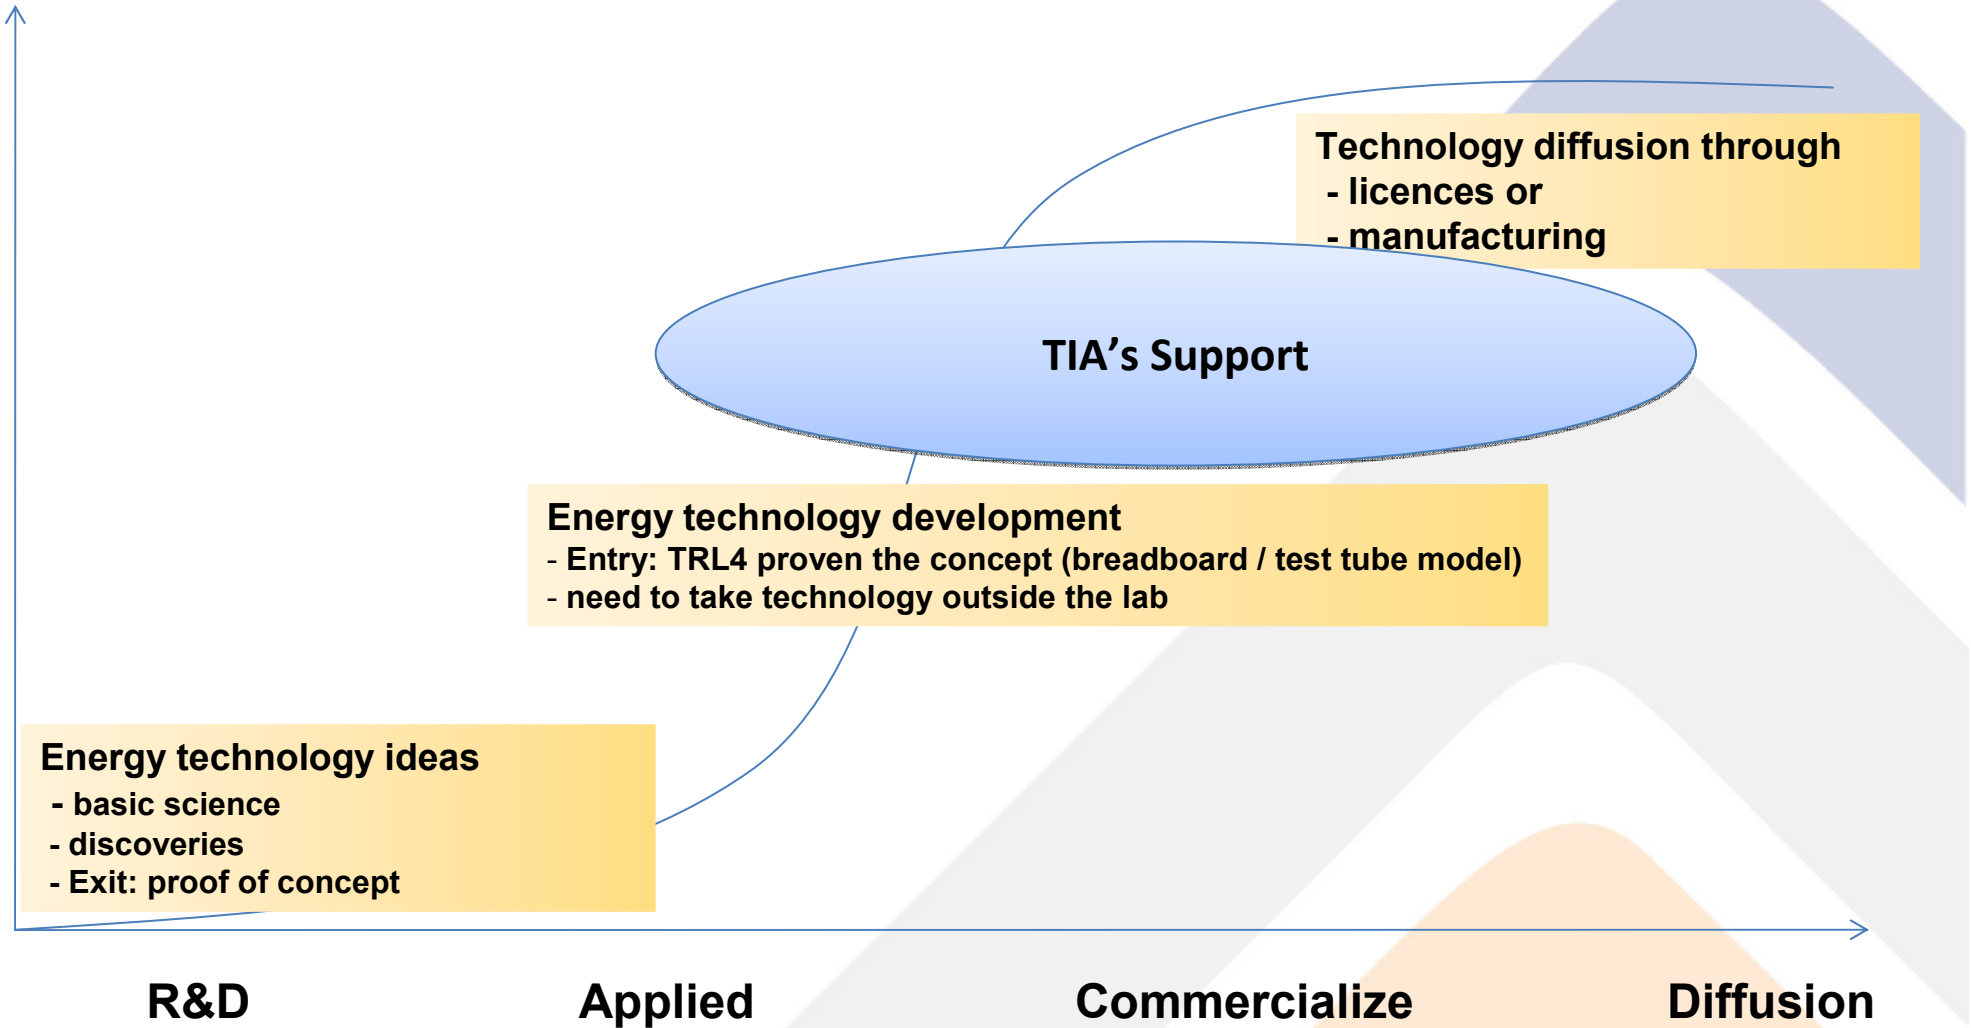 Technology diffusion through
- licences or
- manufacturing
TIA’s Support
Energy technology development
- Entry: TRL4 proven the concept (breadboard / test tube model)
- need to take technology outside the lab
Energy technology ideas
- basic science
- discoveries
- Exit: proof of concept
R&D Applied Commercialize Diffusion